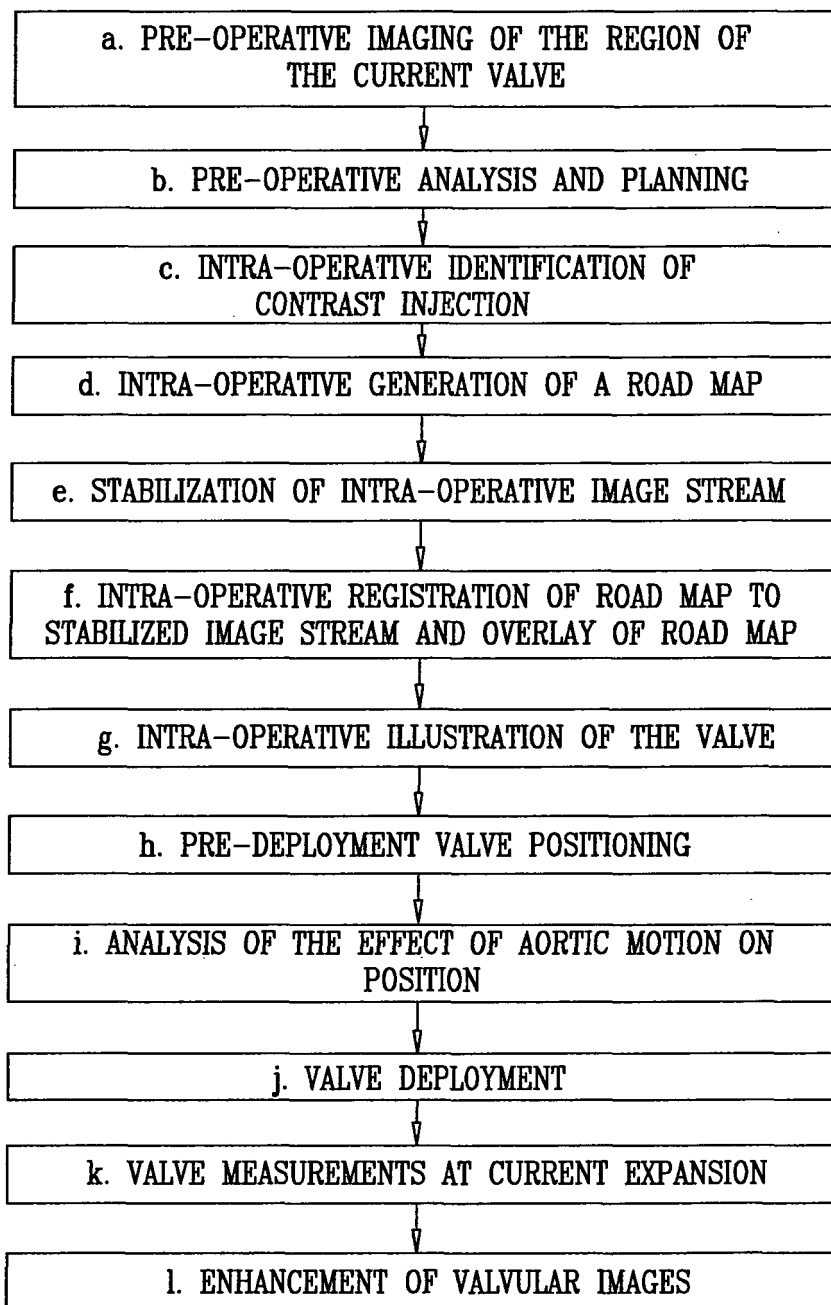 a. PRE-OPERATIVE IMAGING OF THE REGION OF
THE CURRENT VALVE
b. PRE-OPERATIVE ANALYSIS AND PLANNING
c. INTRA-OPERATIVE IDENTIFICATION OF
CONTRAST INJECTION
d. INTRA-OPERATIVE GENERATION OF A ROAD MAP
e. STABILIZATION OF INTRA-OPERATIVE IMAGE STREAM
f. INTRA-OPERATIVE REGISTRATION OF ROAD MAP TO
STABILIZED IMAGE STREAM AND OVERLAY OF ROAD MAP
g. INTRA-OPERATIVE ILLUSTRATION OF THE VALVE
h. PRE-DEPLOYMENT VALVE POSITIONING
i. ANALYSIS OF THE EFFECT OF AORTIC MOTION ON
POSITION
j. VALVE DEPLOYMENT
k. VALVE MEASUREMENTS AT CURRENT EXPANSION
l. ENHANCEMENT OF VALVULAR IMAGES